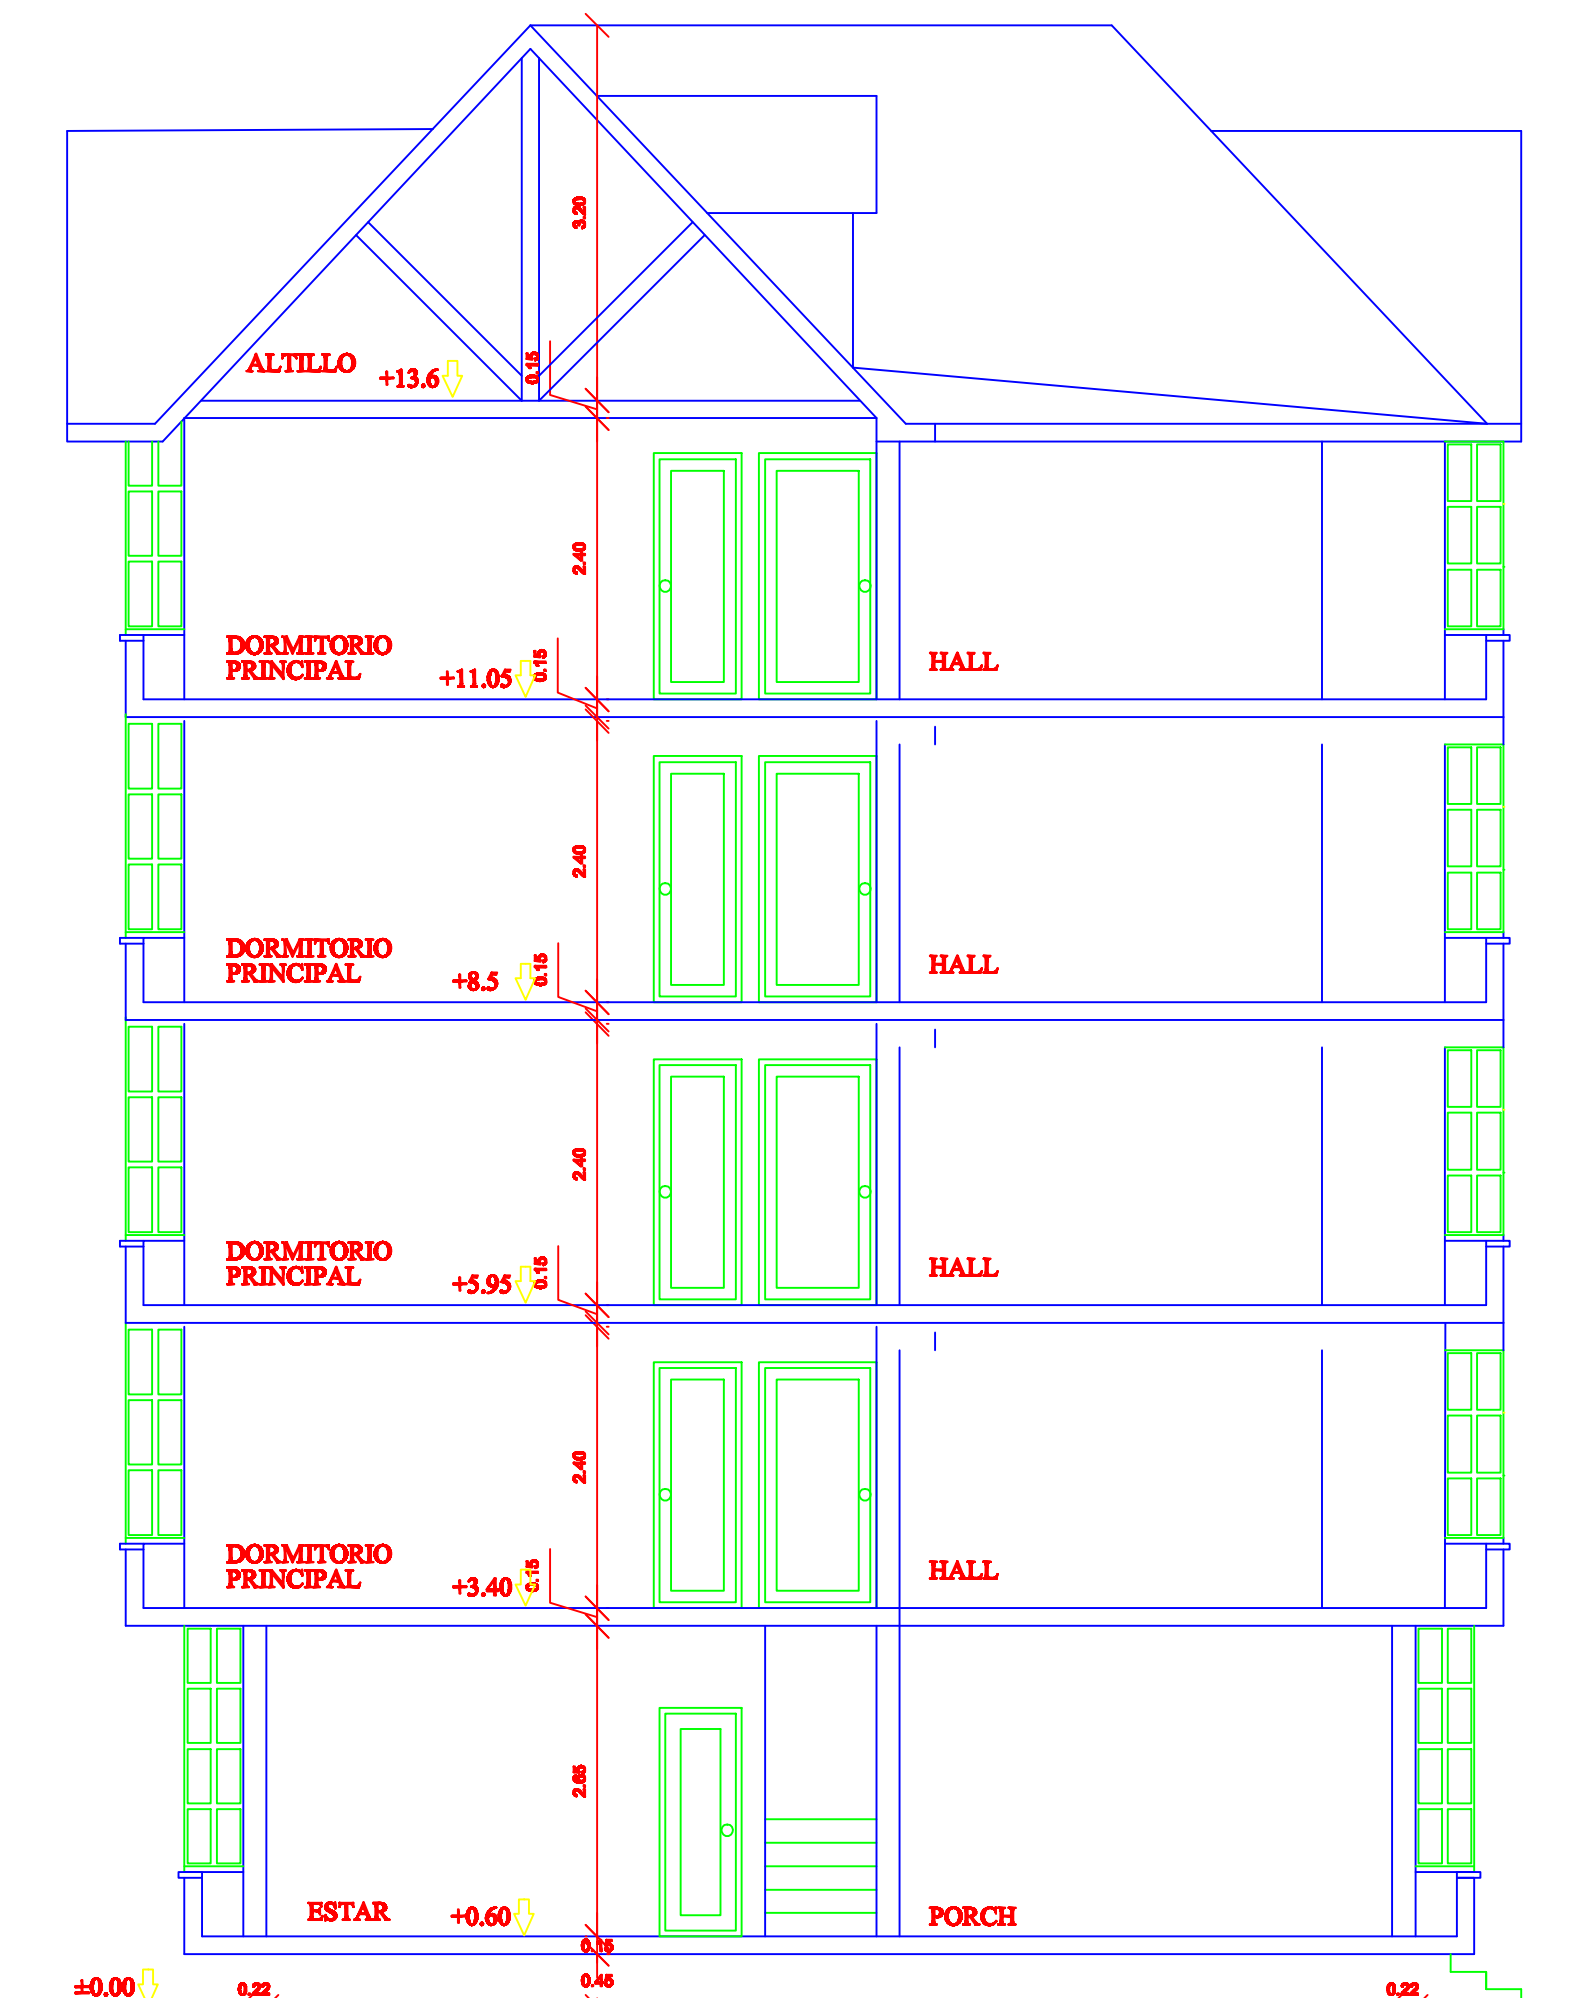 3.20
0.15
ALTILLO
+13.6
2.40
DORMITORIO
PRINCIPAL
+11.05
0.15
HALL
2.40
DORMITORIO
PRINCIPAL
+8.5
0.15
HALL
2.40
DORMITORIO
PRINCIPAL
+5.95
0.15
HALL
2.40
DORMITORIO
PRINCIPAL
+3.40
0.15
HALL
2.65
ESTAR
+0.60
PORCH
0.15
±0.00
0.22
0.45
0.22